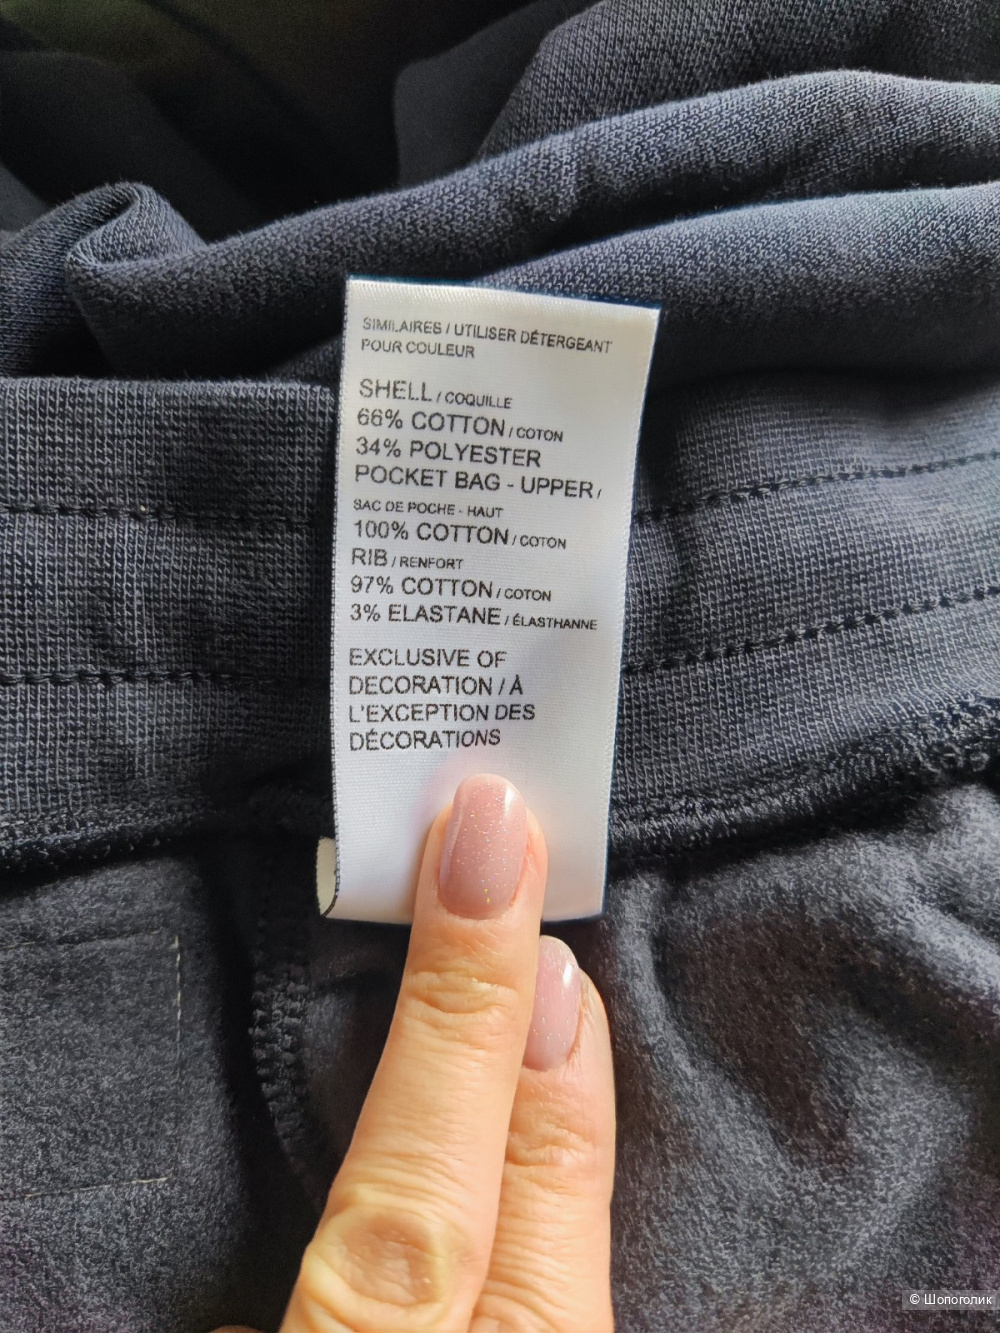 SIMILAIRES / UTILISER DÉTERGEANT
POUR COULEUR
SHELL / COQUILLE
66% COTTON / COTON
34% POLYESTER
POCKET BAG - UPPER /
SAC DE POCHE - HAUT
100% COTTON / COTON
RIB / RENFORT
97% COTTON / COTON
3% ELASTANE / ÉLASTHANNE
EXCLUSIVE OF
DECORATION / À
L'EXCEPTION DES
DÉCORATIONS
© Шопоголик